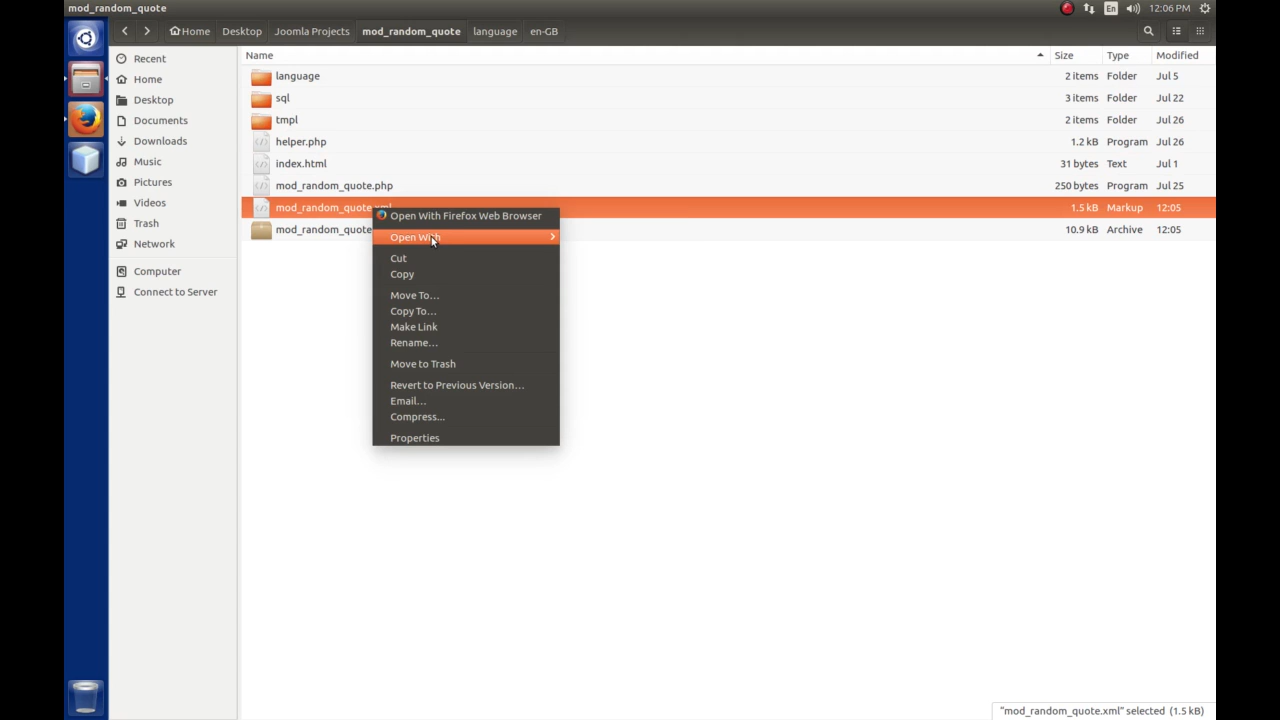 mod_random_quote
En
12:06 PM
Home
Desktop
Joomla Projects
mod_random_quote
language
en-GB
Recent
Home
Desktop
Documents
Downloads
Music
Pictures
Videos
Trash
Network
Computer
Connect to Server
Name Size Type Modified
language 2 items Folder Jul 5
sql 3 items Folder Jul 22
tmpl 2 items Folder Jul 26
helper.php 1.2 kB Program Jul 26
index.html 31 bytes Text Jul 1
mod_random_quote.php 250 bytes Program Jul 25
mod_random_quote.xml 1.5 kB Markup 12:05
mod_random_quote 10.9 kB Archive 12:05
Open With Firefox Web Browser
Open With
Cut
Copy
Move To…
Copy To…
Make Link
Rename…
Move to Trash
Revert to Previous Version…
Email…
Compress...
Properties
"mod_random_quote.xml" selected (1.5 kB)